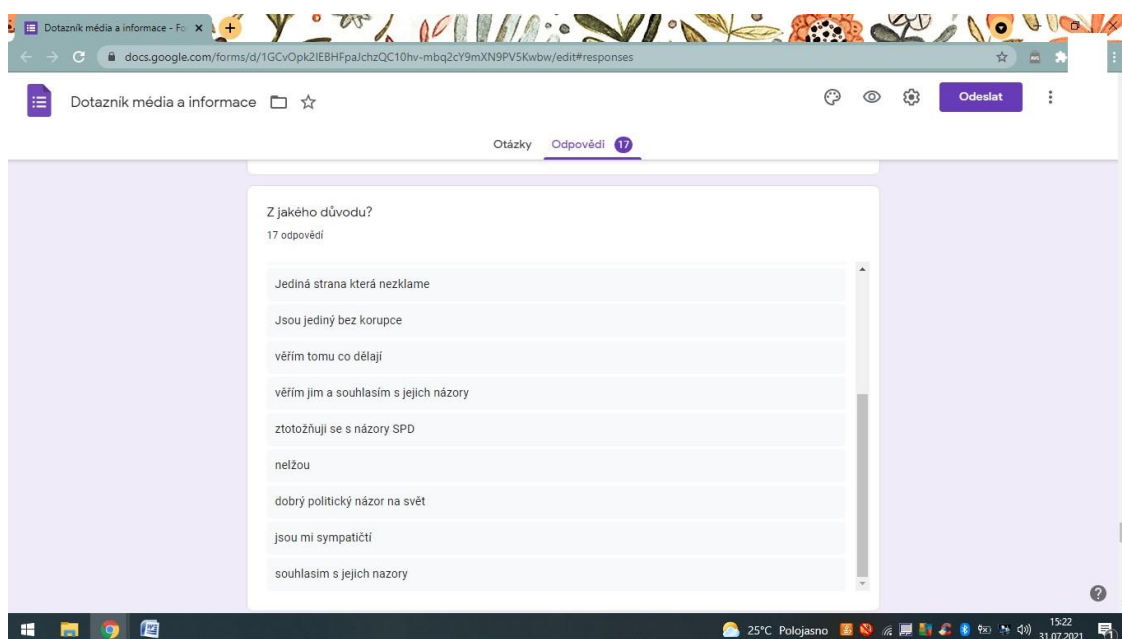 Dotazník média a informace - Fo
docs.google.com/forms/d/1GCvOpk2IEBHFpaJchzQC10hv-mbq2cY9mXN9PV5Kwbw/edit#responses
Dotazník média a informace
Odeslat
Otázky Odpovědi 17
Z jakého důvodu?
17 odpovědí
Jediná strana která nezklame
Jsou jediný bez korupce
věřím tomu co dělají
věřím jim a souhlasím s jejich názory
ztotožňuji se s názory SPD
nelžou
dobrý politický názor na svět
jsou mi sympatičtí
souhlasim s jejich nazory
25°C Polojasno
15:22
31.07.2021